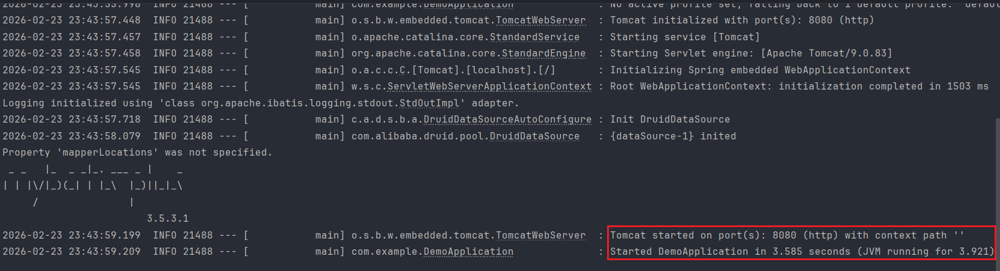 2026-02-23 23:43:55.998  INFO 21488 --- [           main] com.example.DemoApplication              : No active profile set, falling back to 1 default profile: "defau
2026-02-23 23:43:57.448  INFO 21488 --- [           main] o.s.b.w.embedded.tomcat.TomcatWebServer  : Tomcat initialized with port(s): 8080 (http)
2026-02-23 23:43:57.457  INFO 21488 --- [           main] o.apache.catalina.core.StandardService   : Starting service [Tomcat]
2026-02-23 23:43:57.458  INFO 21488 --- [           main] org.apache.catalina.core.StandardEngine  : Starting Servlet engine: [Apache Tomcat/9.0.83]
2026-02-23 23:43:57.545  INFO 21488 --- [           main] o.a.c.c.C.[Tomcat].[localhost].[/]       : Initializing Spring embedded WebApplicationContext
2026-02-23 23:43:57.545  INFO 21488 --- [           main] w.s.c.ServletWebServerApplicationContext : Root WebApplicationContext: initialization completed in 1503 ms
Logging initialized using 'class org.apache.ibatis.logging.stdout.StdOutImpl' adapter.
2026-02-23 23:43:57.718  INFO 21488 --- [           main] c.a.d.s.b.a.DruidDataSourceAutoConfigure : Init DruidDataSource
2026-02-23 23:43:58.079  INFO 21488 --- [           main] com.alibaba.druid.pool.DruidDataSource   : {dataSource-1} inited
Property 'mapperLocations' was not specified.
 _ _   |_  _ _|_. ___ _ |    _
| | |\/|_)(_| | |_\  |_)||_|_\
     /               |
                        3.5.3.1
2026-02-23 23:43:59.199  INFO 21488 --- [           main] o.s.b.w.embedded.tomcat.TomcatWebServer  : Tomcat started on port(s): 8080 (http) with context path ''
2026-02-23 23:43:59.209  INFO 21488 --- [           main] com.example.DemoApplication              : Started DemoApplication in 3.585 seconds (JVM running for 3.921)